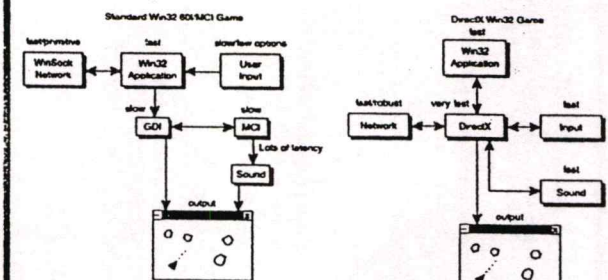 Standard Win32 GDI/MCI Game
fast/primitive
fast
slow/few options
WinSock
Network
Win32
Application
User
Input
slow
slow
GDI
MCI
Lots of latency
Sound
output
DirectX Win32 Game
fast
Win32
Application
fast/robust
very fast
fast
Network
DirectX
Input
fast
Sound
output